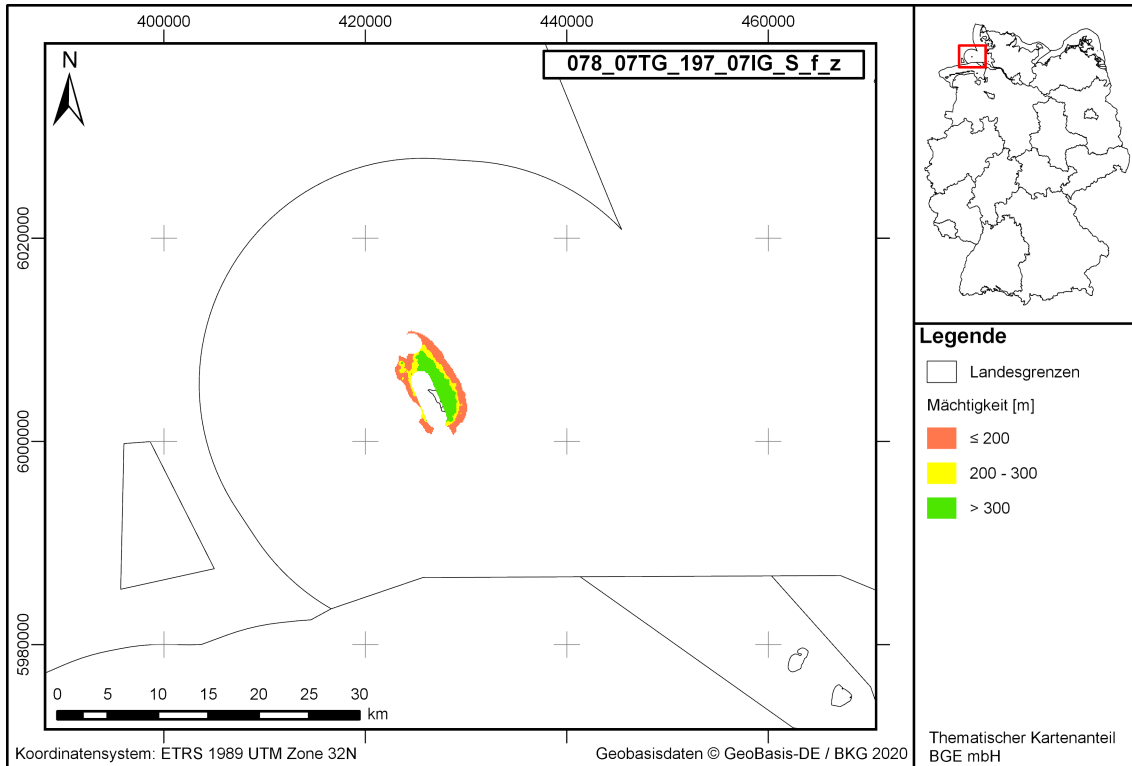 400000 420000 440000 460000
078_07TG_197_07IG_S_f_z
N
6020000
6000000
5980000
0 5 10 15 20 25 30
km
Koordinatensystem: ETRS 1989 UTM Zone 32N
Geobasisdaten © GeoBasis-DE / BKG 2020
Legende
Landesgrenzen
Mächtigkeit [m]
≤ 200
200 - 300
> 300
Thematischer Kartenanteil
BGE mbH